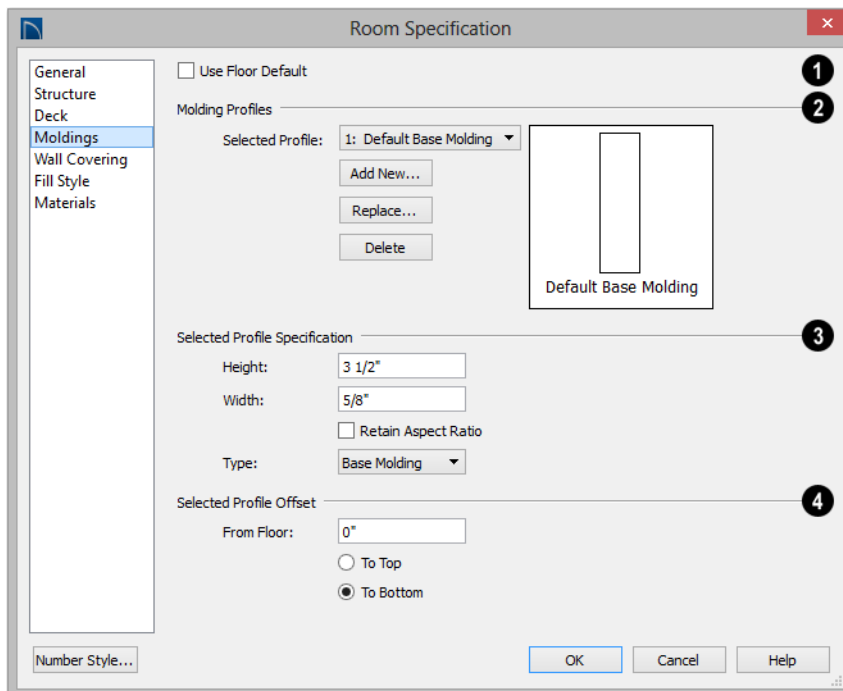 Room Specification
General
Structure
Deck
Moldings
Wall Covering
Fill Style
Materials
Use Floor Default
1
Molding Profiles
2
Selected Profile:
1: Default Base Molding
Add New...
Replace...
Delete
Default Base Molding
Selected Profile Specification
3
Height:
3 1/2"
Width:
5/8"
Retain Aspect Ratio
Type:
Base Molding
Selected Profile Offset
4
From Floor:
0"
To Top
To Bottom
Number Style...
OK
Cancel
Help